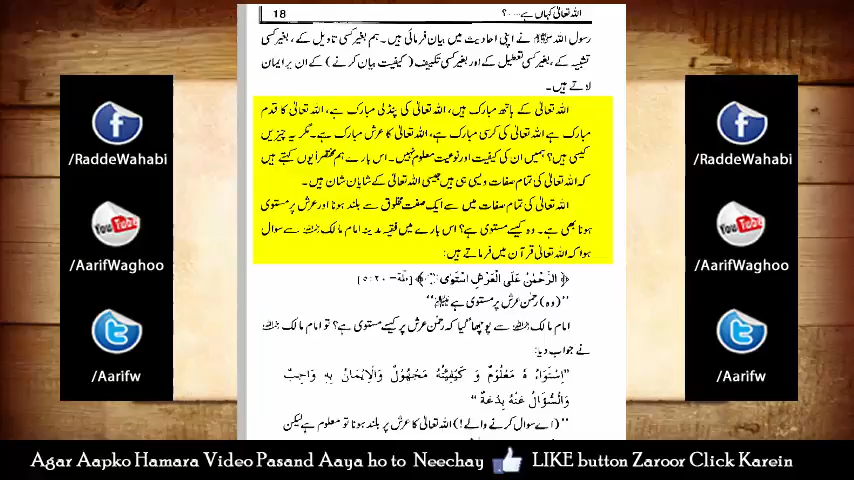 اللہ تعالیٰ کہاں ہے.....؟
18
رسول اللہ ﷺ نے اپنی احادیث میں بیان فرمائی ہیں۔ ہم بغیر کسی تاویل کے، بغیر کسی
تشبیہ کے، بغیر کسی تعطیل کے اور بغیر کسی تکییف (کیفیت بیان کرنے) کے ان پر ایمان
لاتے ہیں۔
اللہ تعالیٰ کے ہاتھ مبارک ہیں، اللہ تعالیٰ کی پنڈلی مبارک ہے، اللہ تعالیٰ کا قدم
مبارک ہے اللہ تعالیٰ کی کرسی مبارک ہے، اللہ تعالیٰ کا عرش مبارک ہے۔ مگر یہ چیزیں
کیسی ہیں؟ ہمیں ان کی کیفیت اور نوعیت معلوم نہیں۔ اس بارے ہم مختصراً یوں کہتے ہیں
کہ اللہ تعالیٰ کی تمام صفات ویسی ہی ہیں جیسی اللہ تعالیٰ کے شایان شان ہیں۔
اللہ تعالیٰ کی تمام صفات میں سے ایک صفت مخلوق سے بلند ہونا اور عرش پر مستوی
ہونا بھی ہے۔ وہ کیسے مستوی ہے؟ اس بارے میں فقیہ مدینہ امام مالک رحمہ اللہ سے سوال
ہوا کہ اللہ تعالیٰ قرآن میں فرماتے ہیں:
﴿ اَلرَّحْمٰنُ عَلَى الْعَرْشِ اسْتَوٰى ﴾ [طٰہٰ-۵:۲۰]
"(وہ) رحمٰن عرش پر مستوی ہے"
امام مالک رحمہ اللہ سے پوچھا گیا کہ رحمٰن عرش پر کیسے مستوی ہے؟ تو امام مالک رحمہ اللہ
نے جواب دیا:
"اِسْتَوَاءُ هٗ مَعْلُوْمٌ وَ كَيْفِيَّتُهٗ مَجْهُوْلٌ وَالْاِيْمَانُ بِهٖ وَاجِبٌ
وَالسُّؤَالُ عَنْهُ بِدْعَةٌ"
"(اے سوال کرنے والے!) اللہ تعالیٰ کا عرش پر بلند ہونا تو معلوم ہے لیکن
/RaddeWahabi
You Tube
/AarifWaghoo
/Aarifw
/RaddeWahabi
You Tube
/AarifWaghoo
/Aarifw
Agar Aapko Hamara Video Pasand Aaya ho to Neechay LIKE button Zaroor Click Karein